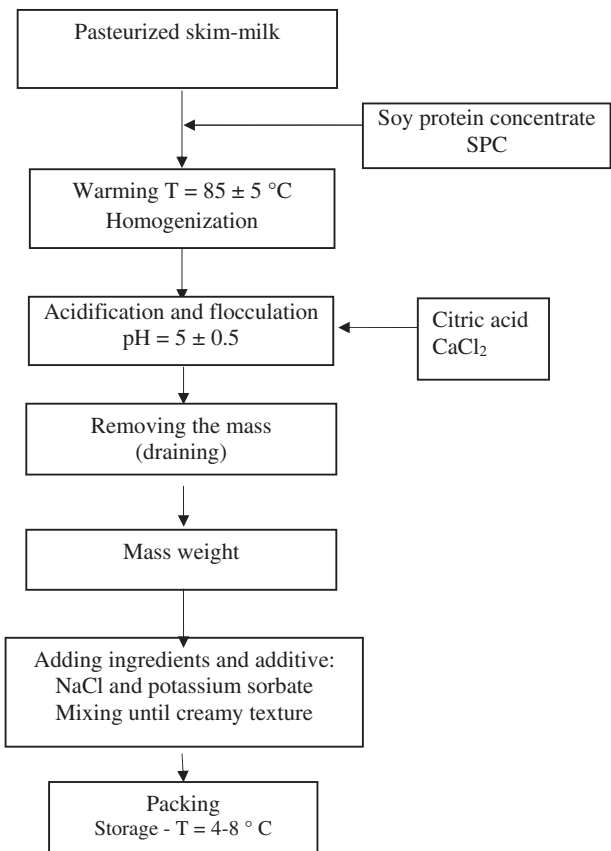 Pasteurized skim-milk
Soy protein concentrate
SPC
Warming T = 85 ± 5 °C
Homogenization
Acidification and flocculation
pH = 5 ± 0.5
Citric acid
CaCl₂
Removing the mass
(draining)
Mass weight
Adding ingredients and additive:
NaCl and potassium sorbate
Mixing until creamy texture
Packing
Storage - T = 4-8 ° C